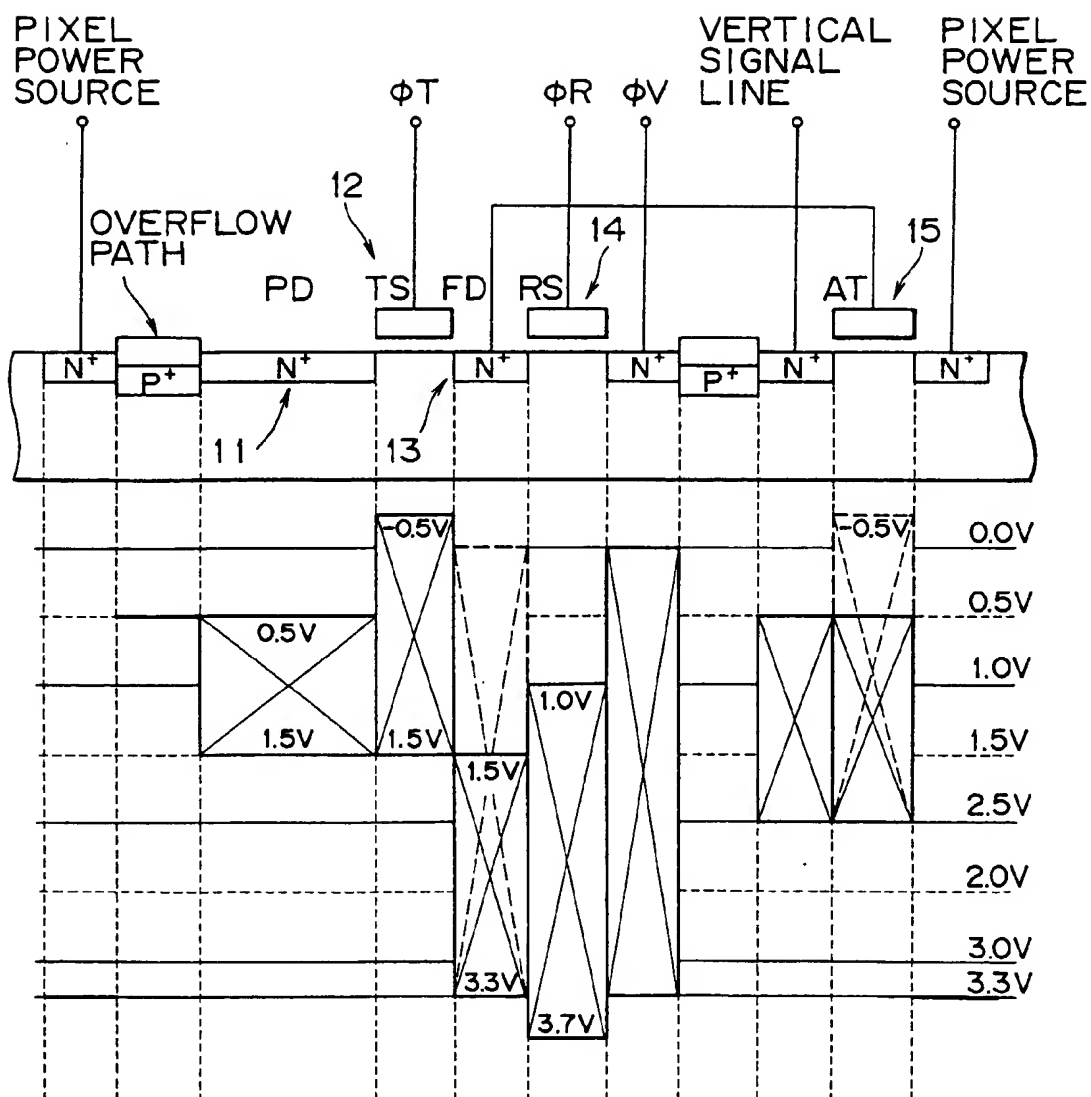 PIXEL
POWER
SOURCE
ΦT
ΦR
ΦV
VERTICAL
SIGNAL
LINE
PIXEL
POWER
SOURCE
OVERFLOW
PATH
12
14
15
PD
TS
FD
RS
AT
N+
P+
N+
N+
N+
P+
N+
N+
11
13
-0.5V
-0.5V
0.0V
0.5V
0.5V
1.0V
1.0V
1.5V
1.5V
1.5V
1.5V
2.5V
2.0V
3.0V
3.3V
3.3V
3.7V